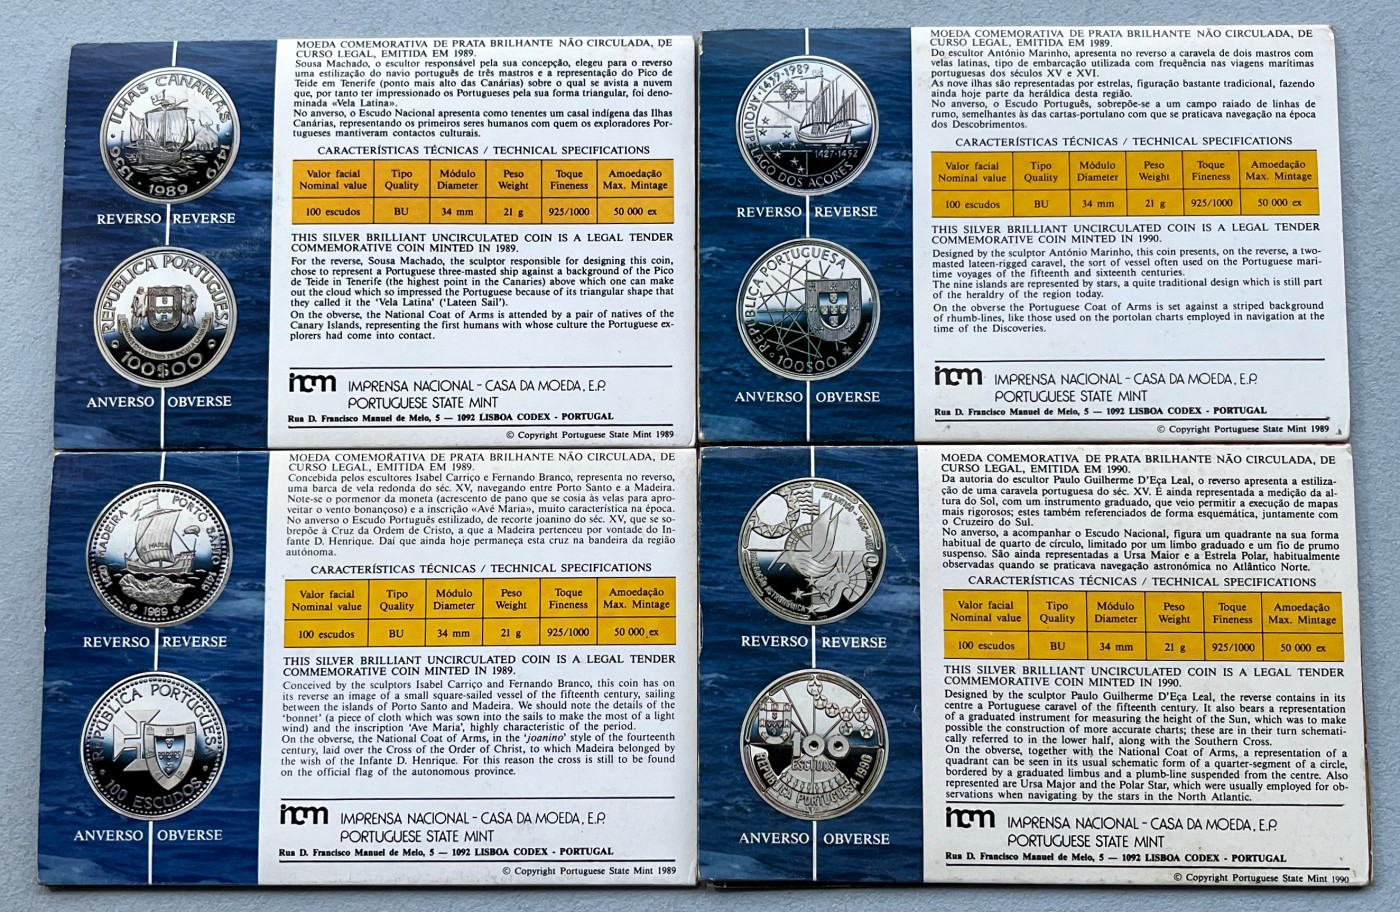 MOEDA COMEMORATIVA DE PRATA BRILHANTE NÃO CIRCULADA, DE
CURSO LEGAL, EMITIDA EM 1989.
Sousa Machado, o escultor responsável pela sua concepção, elegeu para o reverso
uma estilização do navio português de três mastros e a representação do Pico de
Teide em Tenerife (ponto mais alto das Canárias) sobre o qual se avista a nuvem
que, por tanto ter impressionado os Portugueses pela sua forma triangular, foi deno-
minada «Vela Latina».
No anverso, o Escudo Nacional apresenta como tenentes um casal indígena das Ilhas
Canárias, representando os primeiros seres humanos com quem os exploradores Por-
tugueses mantiveram contactos culturais.
CARACTERÍSTICAS TÉCNICAS / TECHNICAL SPECIFICATIONS
Valor facial Tipo Módulo Peso Toque Amoedação
Nominal value Quality Diameter Weight Fineness Max. Mintage
100 escudos BU 34 mm 21 g 925/1000 50 000 ex
THIS SILVER BRILLIANT UNCIRCULATED COIN IS A LEGAL TENDER
COMMEMORATIVE COIN MINTED IN 1989.
For the reverse, Sousa Machado, the sculptor responsible for designing this coin,
chose to represent a Portuguese three-masted ship against a background of the Pico
de Teide in Tenerife (the highest point in the Canaries) above which one can make
out the cloud which so impressed the Portuguese because of its triangular shape that
they called it the 'Vela Latina' ('Lateen Sail').
On the obverse, the National Coat of Arms is attended by a pair of natives of the
Canary Islands, representing the first humans with whose culture the Portuguese ex-
plorers had come into contact.
incm IMPRENSA NACIONAL - CASA DA MOEDA, E.P.
PORTUGUESE STATE MINT
Rua D. Francisco Manuel de Melo, 5 — 1092 LISBOA CODEX - PORTUGAL
© Copyright Portuguese State Mint 1989
ILHAS CANÁRIAS
1336 1479
1989
REVERSO REVERSE
REPÚBLICA PORTUGUESA
100$00
ANVERSO OBVERSE
MOEDA COMEMORATIVA DE PRATA BRILHANTE NÃO CIRCULADA, DE
CURSO LEGAL, EMITIDA EM 1989.
Do escultor António Marinho, apresenta no reverso a caravela de dois mastros com
velas latinas, tipo de embarcação utilizada com frequência nas viagens marítimas
portuguesas dos séculos XV e XVI.
As nove ilhas são representadas por estrelas, figuração bastante tradicional, fazendo
ainda hoje parte da heráldica desta região.
No anverso, o Escudo Português, sobrepõe-se a um campo raiado de linhas de
rumo, semelhantes às das cartas-portulano com que se praticava navegação na época
dos Descobrimentos.
CARACTERÍSTICAS TÉCNICAS / TECHNICAL SPECIFICATIONS
Valor facial Tipo Módulo Peso Toque Amoedação
Nominal value Quality Diameter Weight Fineness Max. Mintage
100 escudos BU 34 mm 21 g 925/1000 50 000 ex
THIS SILVER BRILLIANT UNCIRCULATED COIN IS A LEGAL TENDER
COMMEMORATIVE COIN MINTED IN 1990.
Designed by the sculptor António Marinho, this coin presents, on the reverse, a two-
masted lateen-rigged caravel, the sort of vessel often used on the Portuguese mari-
time voyages of the fifteenth and sixteenth centuries.
The nine islands are represented by stars, a quite traditional design which is still part
of the heraldry of the region today.
On the obverse the Portuguese Coat of Arms is set against a striped background
of rhumb-lines, like those used on the portolan charts employed in navigation at the
time of the Discoveries.
incm IMPRENSA NACIONAL - CASA DA MOEDA, E.P.
PORTUGUESE STATE MINT
Rua D. Francisco Manuel de Melo, 5 — 1092 LISBOA CODEX - PORTUGAL
© Copyright Portuguese State Mint 1989
1439-1989
ARQUIPÉLAGO DOS AÇORES
1427-1452
REVERSO REVERSE
REPÚBLICA PORTUGUESA
100$00
ANVERSO OBVERSE
MOEDA COMEMORATIVA DE PRATA BRILHANTE NÃO CIRCULADA, DE
CURSO LEGAL, EMITIDA EM 1989.
Concebida pelos escultores Isabel Carriço e Fernando Branco, representa no reverso,
uma barca de vela redonda do séc. XV, navegando entre Porto Santo e a Madeira.
Note-se o pormenor da moneta (acrescento de pano que se cosia às velas para apro-
veitar o vento bonançoso) e a inscrição «Avé Maria», muito característica na época.
No anverso o Escudo Português estilizado, de recorte joanino do séc. XV, que se so-
brepõe à Cruz da Ordem de Cristo, a que a Madeira pertenceu por vontade do In-
fante D. Henrique. Daí que ainda hoje permaneça esta cruz na bandeira da região
autónoma.
CARACTERÍSTICAS TÉCNICAS / TECHNICAL SPECIFICATIONS
Valor facial Tipo Módulo Peso Toque Amoedação
Nominal value Quality Diameter Weight Fineness Max. Mintage
100 escudos BU 34 mm 21 g 925/1000 50 000 ex
THIS SILVER BRILLIANT UNCIRCULATED COIN IS A LEGAL TENDER
COMMEMORATIVE COIN MINTED IN 1989.
Conceived by the sculptors Isabel Carriço and Fernando Branco, this coin has on
its reverse an image of a small square-sailed vessel of the fifteenth century, sailing
between the islands of Porto Santo and Madeira. We should note the details of the
'bonnet' (a piece of cloth which was sown into the sails to make the most of a light
wind) and the inscription 'Ave Maria', highly characteristic of the period.
On the obverse, the National Coat of Arms, in the 'joanino' style of the fourteenth
century, laid over the Cross of the Order of Christ, to which Madeira belonged by
the wish of the Infante D. Henrique. For this reason the cross is still to be found
on the official flag of the autonomous province.
incm IMPRENSA NACIONAL - CASA DA MOEDA, E.P.
PORTUGUESE STATE MINT
Rua D. Francisco Manuel de Melo, 5 — 1092 LISBOA CODEX - PORTUGAL
© Copyright Portuguese State Mint 1989
MADEIRA PORTO SANTO
1989
REVERSO REVERSE
REPÚBLICA PORTUGUESA
100 ESCUDOS
ANVERSO OBVERSE
MOEDA COMEMORATIVA DE PRATA BRILHANTE NÃO CIRCULADA, DE
CURSO LEGAL, EMITIDA EM 1990.
Da autoria do escultor Paulo Guilherme D'Eça Leal, o reverso apresenta a estiliza-
ção de uma caravela portuguesa do séc. XV. É ainda representada a medição da al-
tura do Sol, com um instrumento graduado, que veio permitir a execução de mapas
mais rigorosos; estes também referenciados de forma esquemática, juntamente com
o Cruzeiro do Sul.
No anverso, a acompanhar o Escudo Nacional, figura um quadrante na sua forma
habitual de quarto de círculo, limitado por um limbo graduado e um fio de prumo
suspenso. São ainda representadas a Ursa Maior e a Estrela Polar, habitualmente
observadas quando se praticava navegação astronómica no Atlântico Norte.
CARACTERÍSTICAS TÉCNICAS / TECHNICAL SPECIFICATIONS
Valor facial Tipo Módulo Peso Toque Amoedação
Nominal value Quality Diameter Weight Fineness Max. Mintage
100 escudos BU 34 mm 21 g 925/1000 50 000 ex
THIS SILVER BRILLIANT UNCIRCULATED COIN IS A LEGAL TENDER
COMMEMORATIVE COIN MINTED IN 1990.
Designed by the sculptor Paulo Guilherme D'Eça Leal, the reverse contains in its
centre a Portuguese caravel of the fifteenth century. It also bears a representation
of a graduated instrument for measuring the height of the Sun, which was to make
possible the construction of more accurate charts; these are in their turn schemati-
cally referred to in the lower half, along with the Southern Cross.
On the obverse, together with the National Coat of Arms, a representation of a
quadrant can be seen in its usual schematic form of a quarter-segment of a circle,
bordered by a graduated limbus and a plumb-line suspended from the centre. Also
represented are Ursa Major and the Polar Star, which were usually employed for ob-
servations when navigating by the stars in the North Atlantic.
incm IMPRENSA NACIONAL - CASA DA MOEDA, E.P.
PORTUGUESE STATE MINT
Rua D. Francisco Manuel de Melo, 5 — 1092 LISBOA CODEX - PORTUGAL
© Copyright Portuguese State Mint 1990
REVERSO REVERSE
100
ESCUDOS
REPÚBLICA PORTUGUESA 1990
ANVERSO OBVERSE